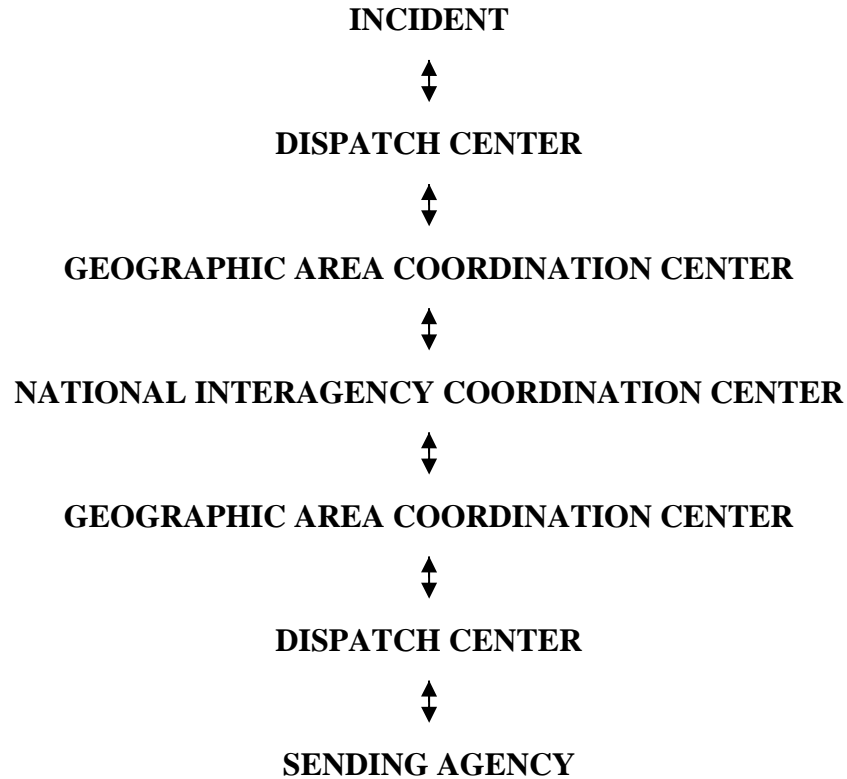 INCIDENT
DISPATCH CENTER
GEOGRAPHIC AREA COORDINATION CENTER
NATIONAL INTERAGENCY COORDINATION CENTER
GEOGRAPHIC AREA COORDINATION CENTER
DISPATCH CENTER
SENDING AGENCY